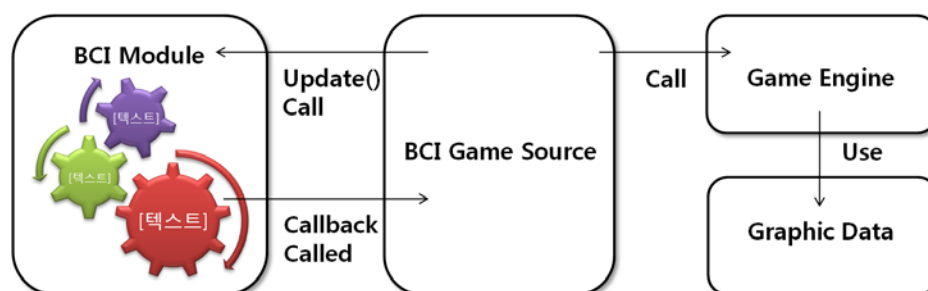 BCI Module
[텍스트]
[텍스트]
[텍스트]
Update()
Call
Callback
Called
BCI Game Source
Call
Game Engine
Use
Graphic Data